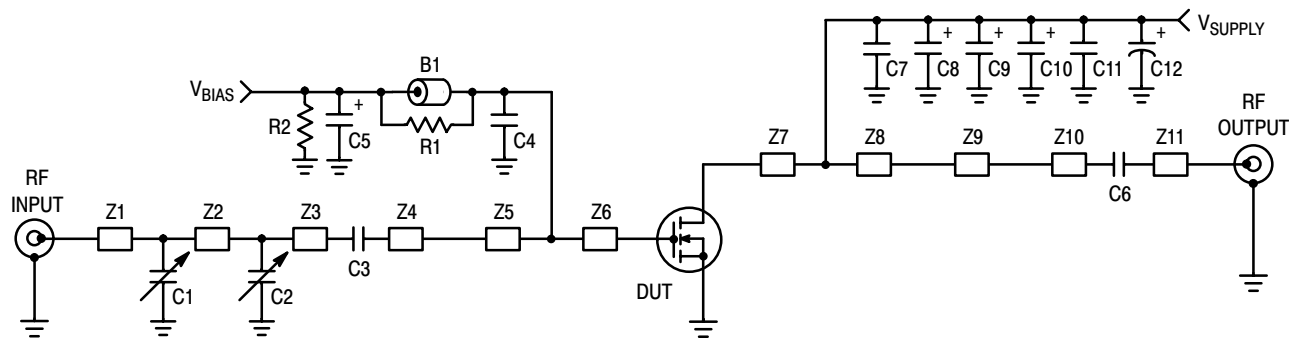 V_SUPPLY
+
+
+
+
C7
C8
C9
C10
C11
C12
B1
V_BIAS
+
R2
C5
R1
C4
RF
OUTPUT
Z7
Z8
Z9
Z10
Z11
C6
RF
INPUT
Z1
Z2
Z3
Z4
Z5
Z6
C3
C1
C2
DUT